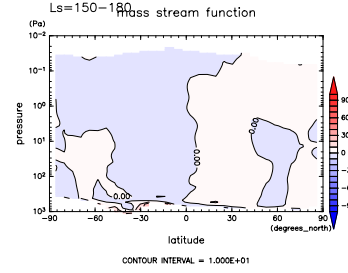 Ls=150-180
mass stream function
(Pa)
10-2
10-1
100
101
102
103
pressure
0.00
0.00
0.00
-90 -60 -30 0 30 60 90
(degrees_north)
latitude
90
60
30
0
CONTOUR INTERVAL = 1.000E+01